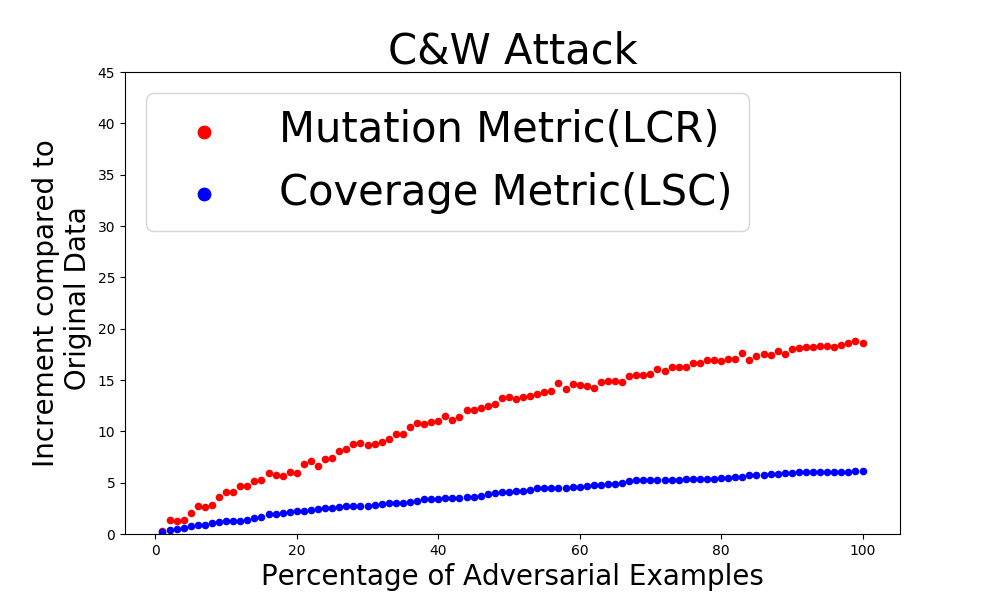 C&W Attack
45
40
35
30
25
20
15
10
5
0
Increment compared to
Original Data
Mutation Metric(LCR)
Coverage Metric(LSC)
0 20 40 60 80 100
Percentage of Adversarial Examples